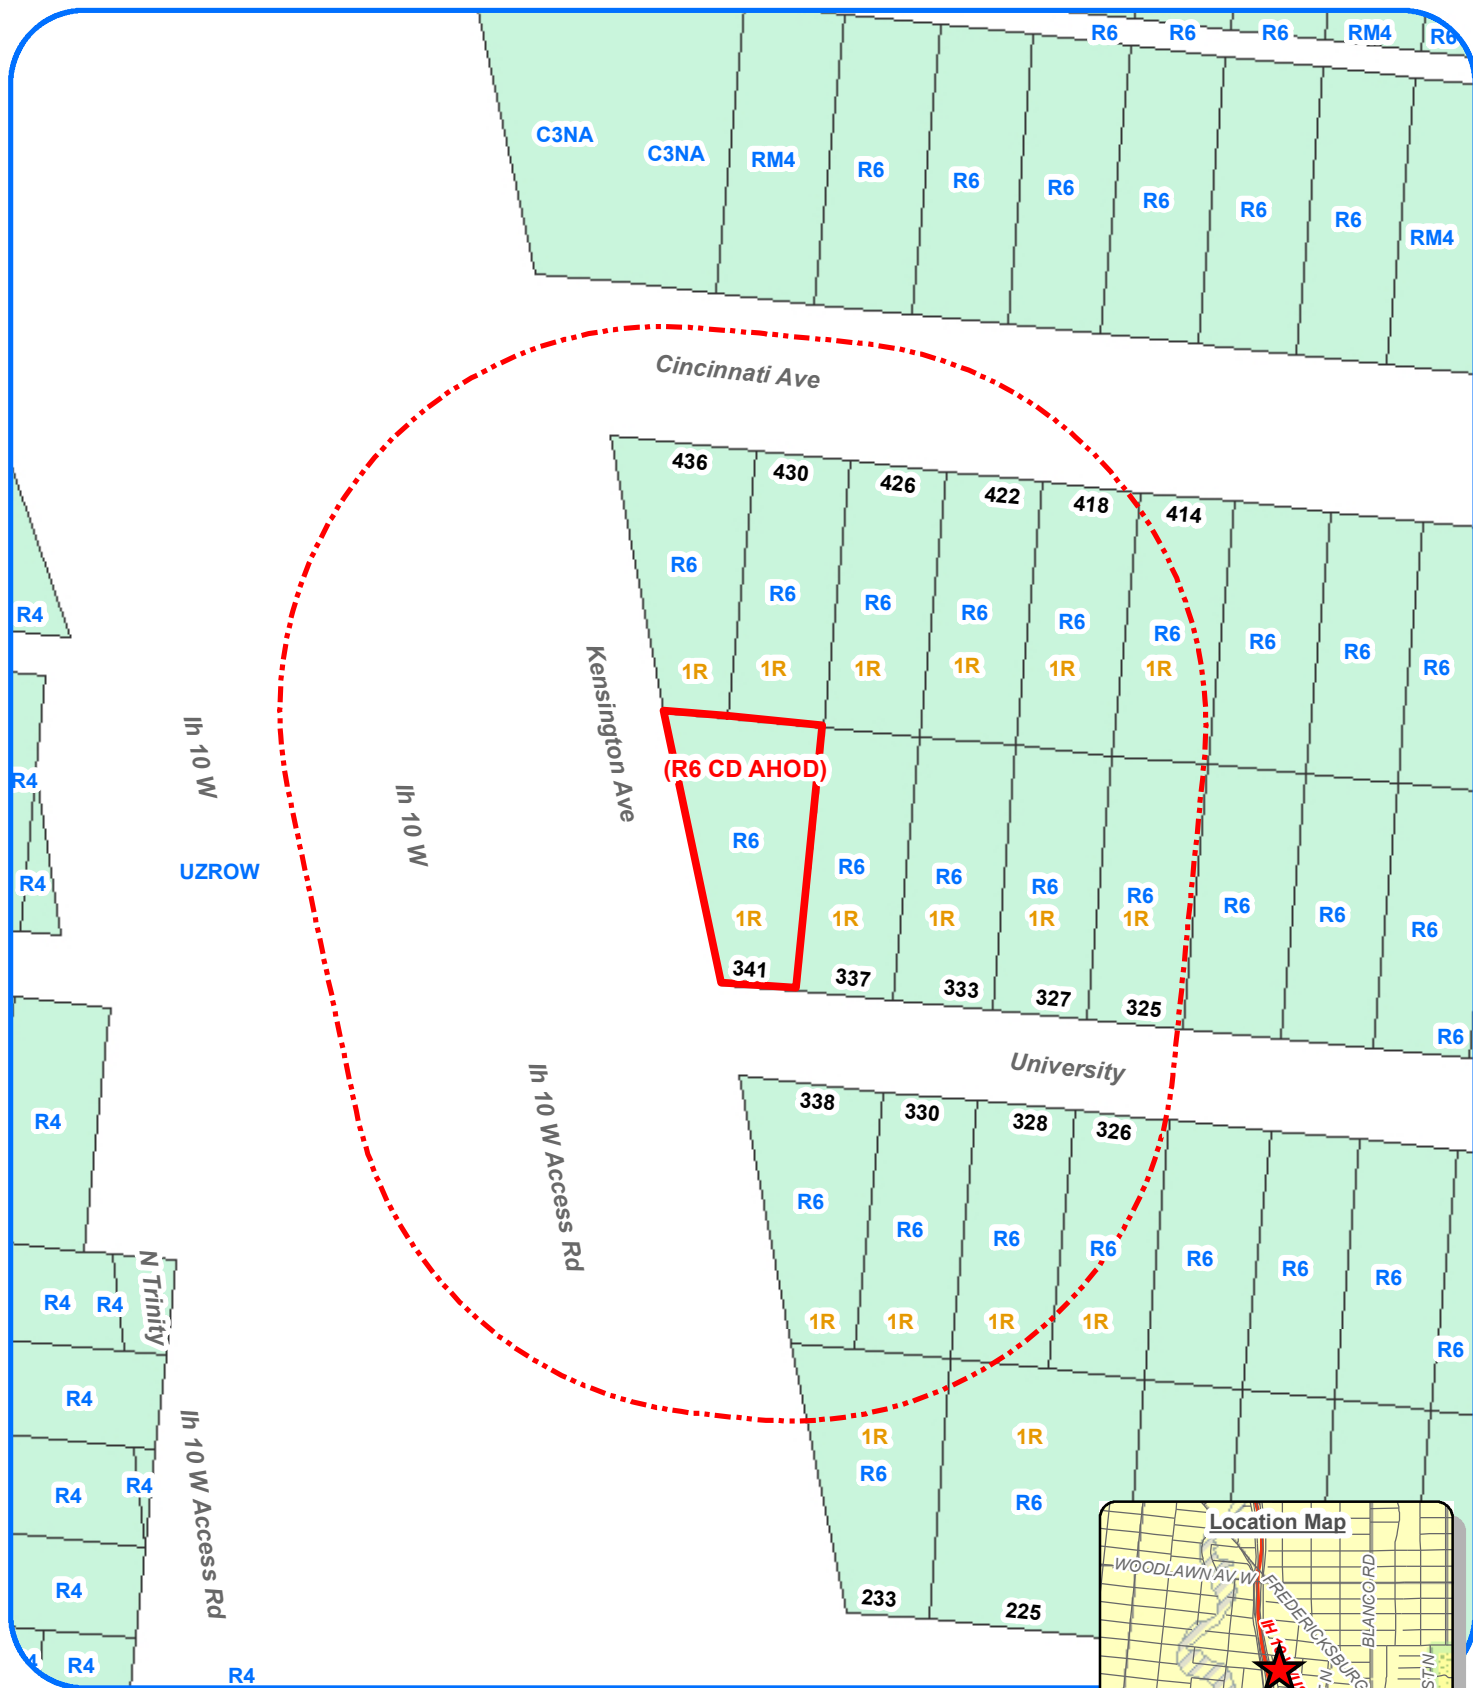 R6
R6
R6
RM4
R6
C3NA
C3NA
RM4
R6
R6
R6
R6
R6
R6
RM4
Cincinnati Ave
436
430
426
422
418
414
R6
R6
R6
R6
R6
R6
R6
R6
R6
R4
1R
1R
1R
1R
1R
1R
Kensington Ave
Ih 10 W
Ih 10 W
(R6 CD AHOD)
R4
R6
R6
R6
R6
R6
R6
R6
R6
UZROW
R4
1R
1R
1R
1R
1R
341
337
333
327
325
R6
University
Ih 10 W Access Rd
338
330
328
326
R4
R6
R6
R6
R6
R6
R6
R6
R6
N Trinity
R4
R4
1R
1R
1R
1R
R4
Ih 10 W Access Rd
1R
1R
R6
R6
R4
R4
R4
233
225
R4
R4
Location Map
WOODLAWN AV W
FREDERICKSBURG
BLANCO RD
IH 10 W